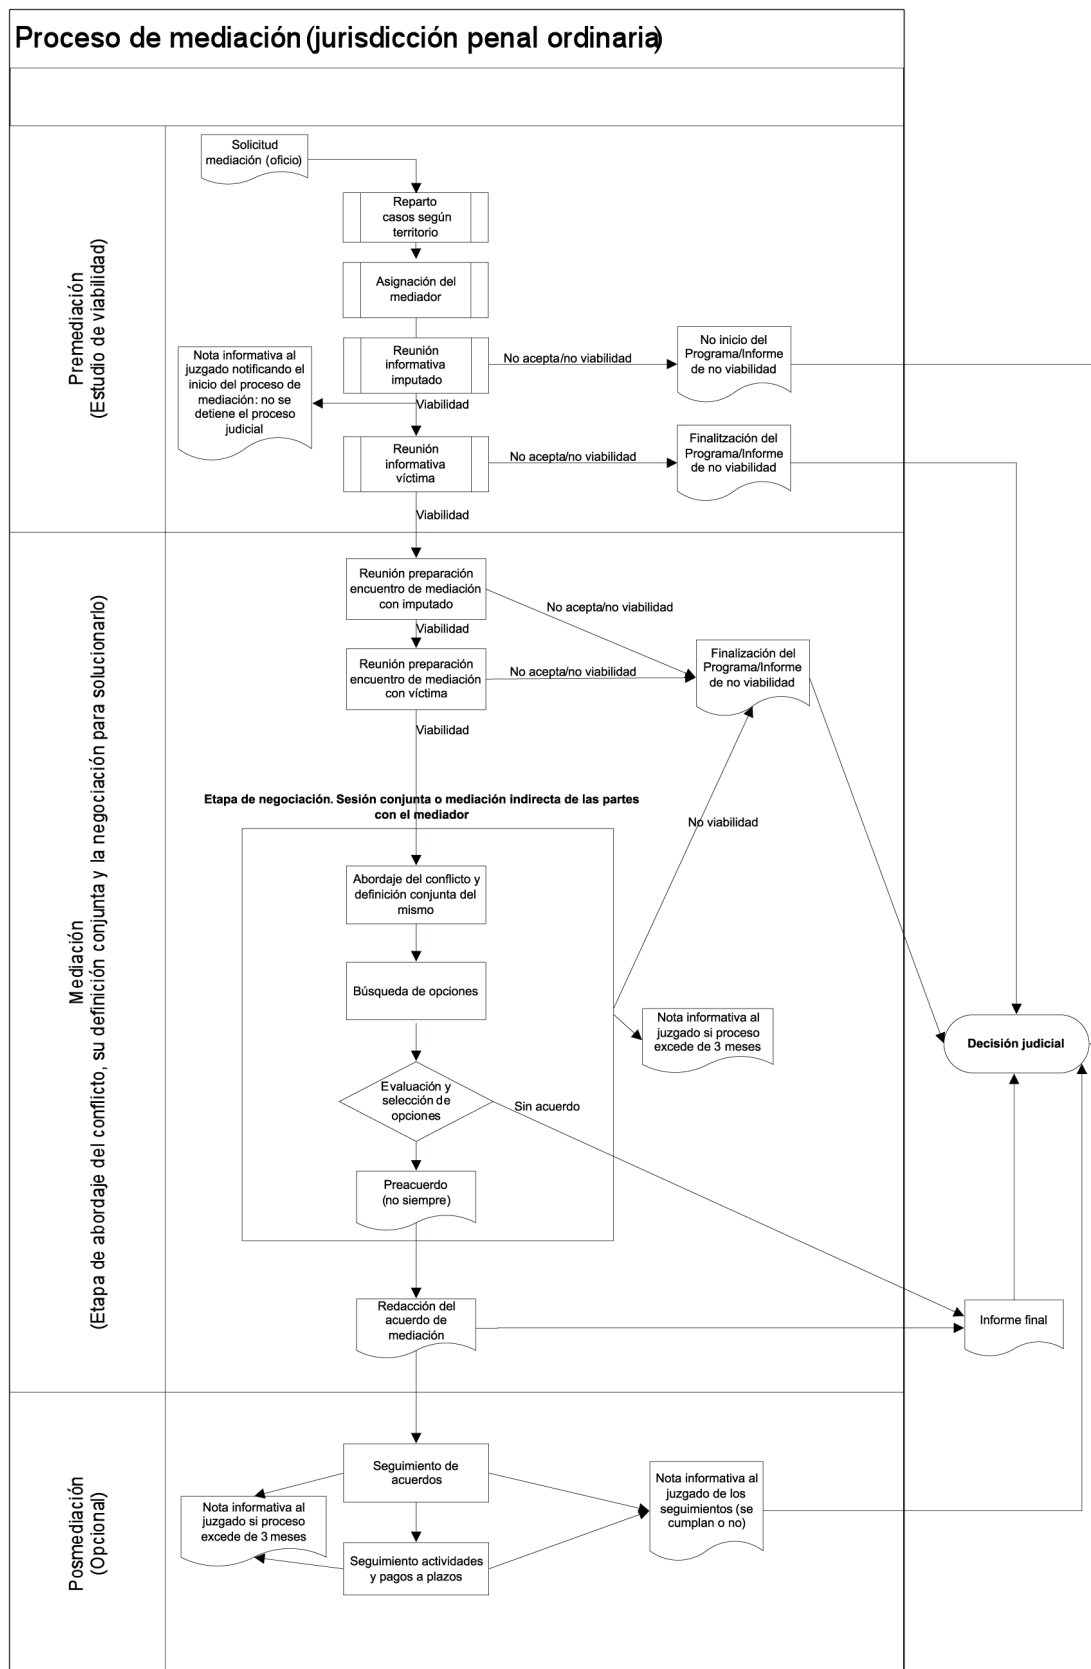 Proceso de mediación (jurisdicción penal ordinaria)
Premediación
(Estudio de viabilidad)
Solicitud
mediación (oficio)
Reparto
casos según
territorio
Asignación del
mediador
Reunión
informativa
imputado
No acepta/no viabilidad
No inicio del
Programa/Informe
de no viabilidad
Nota informativa al
juzgado notificando el
inicio del proceso de
mediación: no se
detiene el proceso
judicial
Viabilidad
Reunión
informativa
víctima
No acepta/no viabilidad
Finalitzación del
Programa/Informe
de no viabilidad
Viabilidad
Mediación
(Etapa de abordaje del conflicto, su definición conjunta y la negociación para solucionarlo)
Reunión preparación
encuentro de mediación
con imputado
No acepta/no viabilidad
Viabilidad
Reunión preparación
encuentro de mediación
con víctima
No acepta/no viabilidad
Finalización del
Programa/Informe
de no viabilidad
Viabilidad
Etapa de negociación. Sesión conjunta o mediación indirecta de las partes
con el mediador
No viabilidad
Abordaje del conflicto y
definición conjunta del
mismo
Búsqueda de opciones
Nota informativa al
juzgado si proceso
excede de 3 meses
Decisión judicial
Evaluación y
selección de
opciones
Sin acuerdo
Preacuerdo
(no siempre)
Redacción del
acuerdo de
mediación
Informe final
Posmediación
(Opcional)
Seguimiento de
acuerdos
Nota informativa al
juzgado si proceso
excede de 3 meses
Nota informativa al
juzgado de los
seguimientos (se
cumplan o no)
Seguimiento actividades
y pagos a plazos